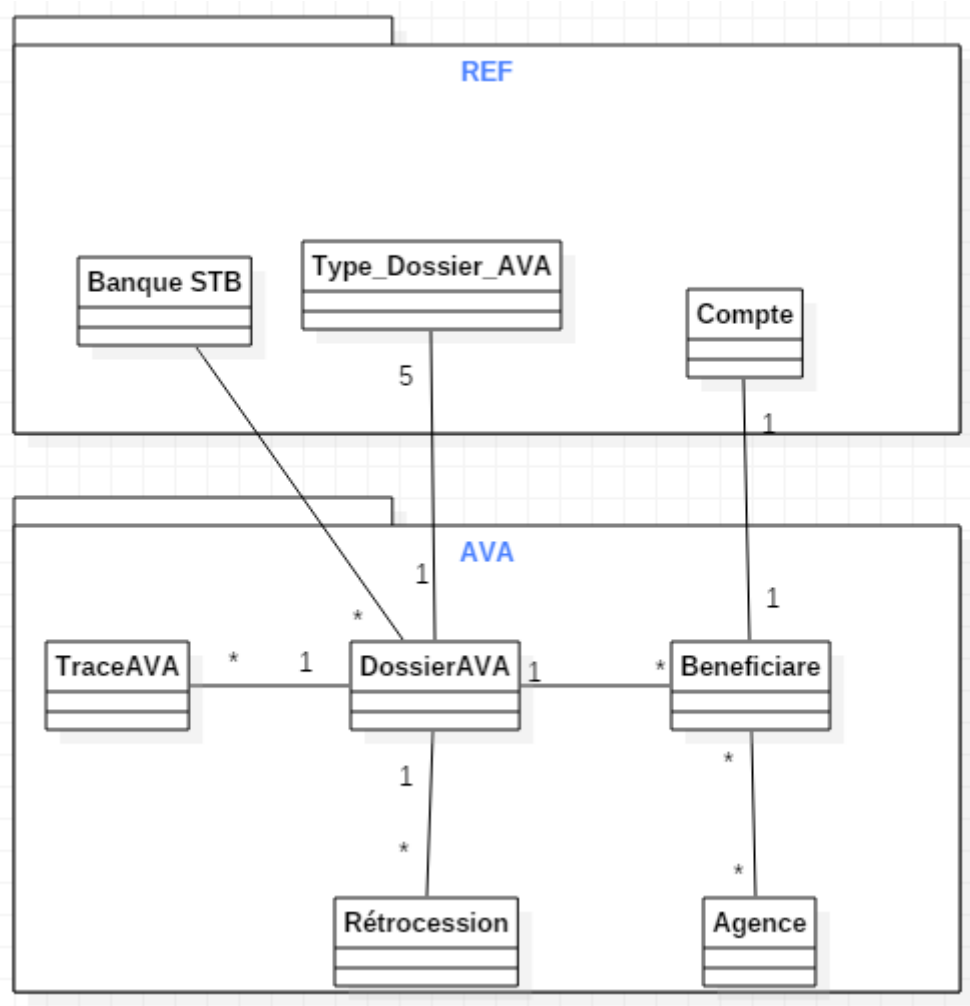 REF
Banque STB
Type_Dossier_AVA
Compte
5
1
AVA
1
1
*
TraceAVA
*
1
DossierAVA
1
*
Beneficiare
1
*
*
*
Rétrocession
Agence